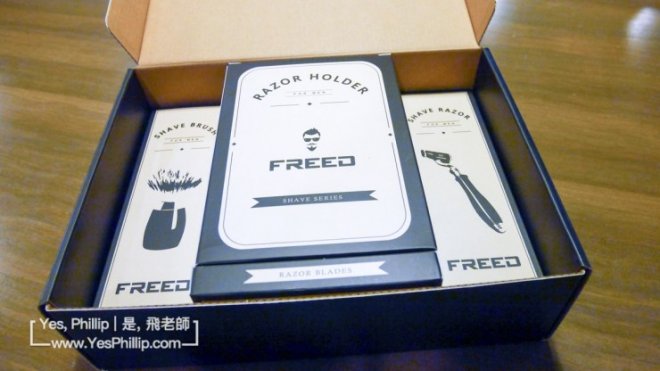 SHAVE BRUSH
FOR MEN
FREED
RAZOR HOLDER
FOR MEN
FREED
SHAVE SERIES
RAZOR BLADES
SHAVE RAZOR
FOR MEN
FREED
Yes, Phillip | 是, 飛老師
www.YesPhillip.com